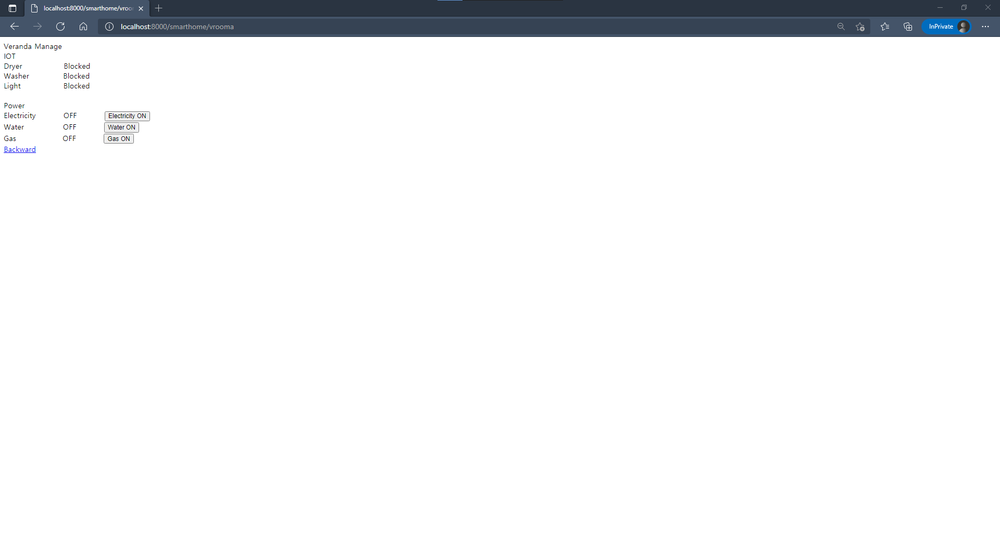 localhost:8000/smarthome/vroo
localhost:8000/smarthome/vrooma
InPrivate
Veranda Manage
IOT
Dryer Blocked
Washer Blocked
Light Blocked
Power
Electricity OFF Electricity ON
Water OFF Water ON
Gas OFF Gas ON
Backward